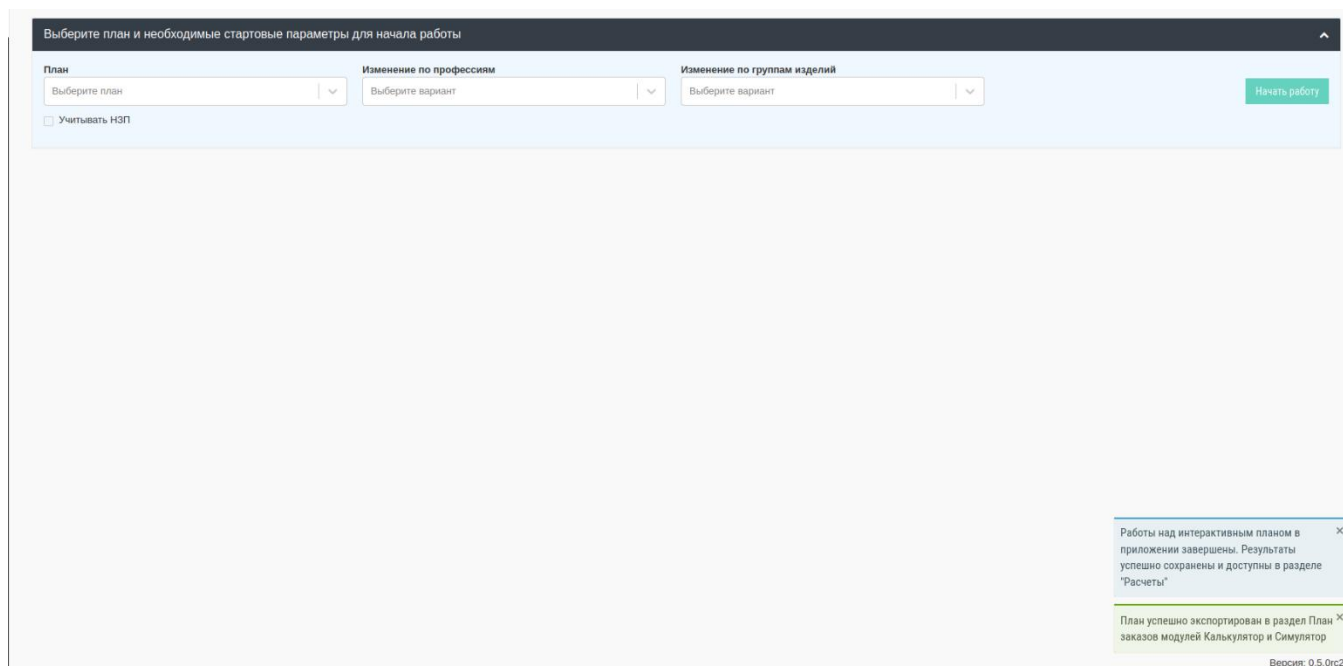 Выберите план и необходимые стартовые параметры для начала работы
План
Изменение по профессиям
Изменение по группам изделий
Выберите план
Выберите вариант
Выберите вариант
Начать работу
Учитывать НЗП
Работы над интерактивным планом в
приложении завершены. Результаты
успешно сохранены и доступны в разделе
"Расчеты"
План успешно экспортирован в раздел План
заказов модулей Калькулятор и Симулятор
Версия: 0.5.0rc2